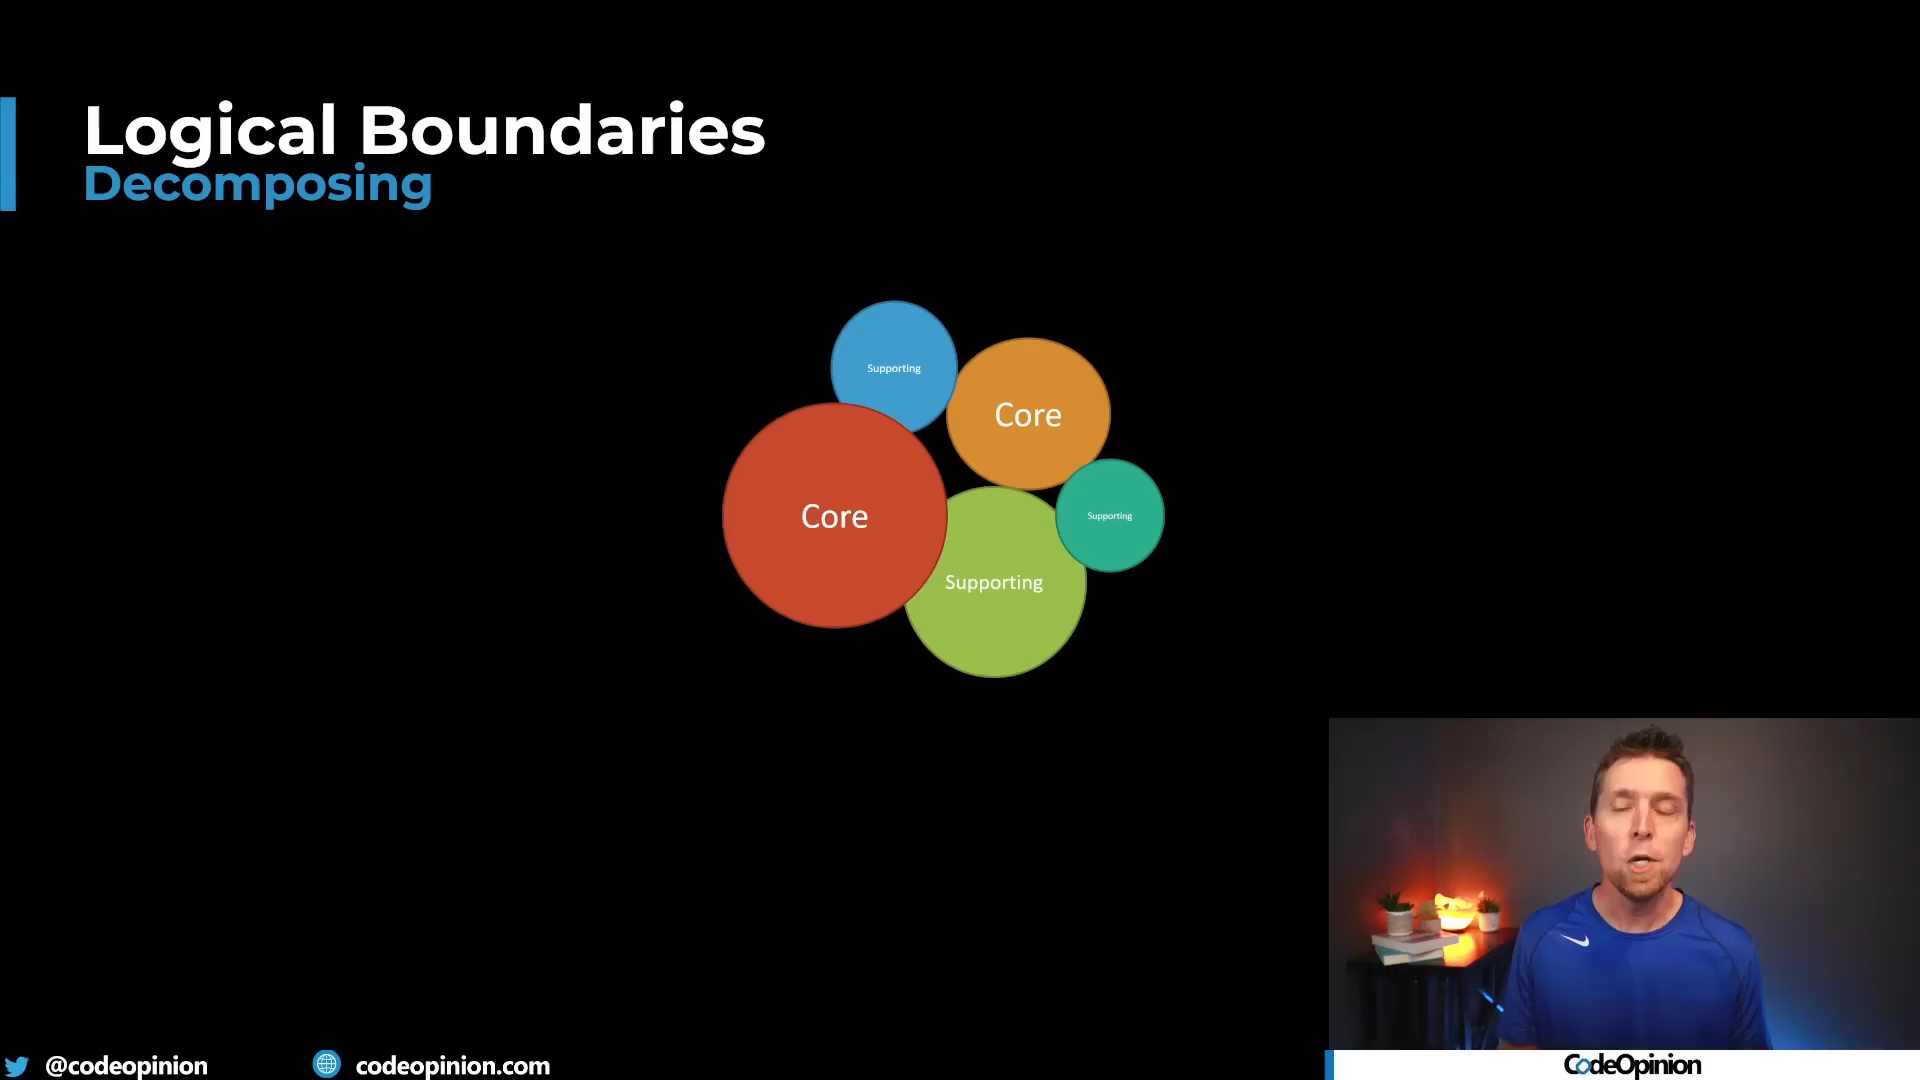 Logical Boundaries
Decomposing
Supporting
Core
Core
Supporting
Supporting
@codeopinion
codeopinion.com
CodeOpinion